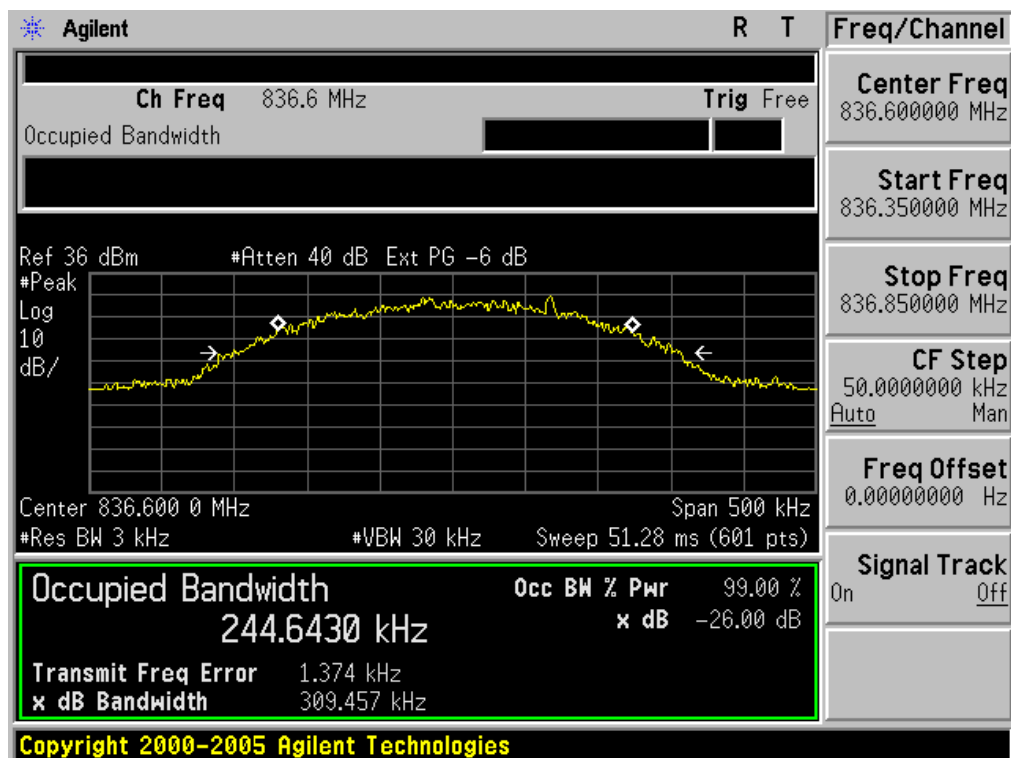 Agilent R T
Ch Freq 836.6 MHz Trig Free
Occupied Bandwidth
Ref 36 dBm #Atten 40 dB Ext PG -6 dB
#Peak
Log
10
dB/
Center 836.600 0 MHz Span 500 kHz
#Res BW 3 kHz #VBW 30 kHz Sweep 51.28 ms (601 pts)
Occupied Bandwidth
244.6430 kHz
Occ BW % Pwr 99.00 %
x dB -26.00 dB
Transmit Freq Error 1.374 kHz
x dB Bandwidth 309.457 kHz
Copyright 2000-2005 Agilent Technologies
Freq/Channel
Center Freq
836.600000 MHz
Start Freq
836.350000 MHz
Stop Freq
836.850000 MHz
CF Step
50.0000000 kHz
Auto Man
Freq Offset
0.00000000 Hz
Signal Track
On Off